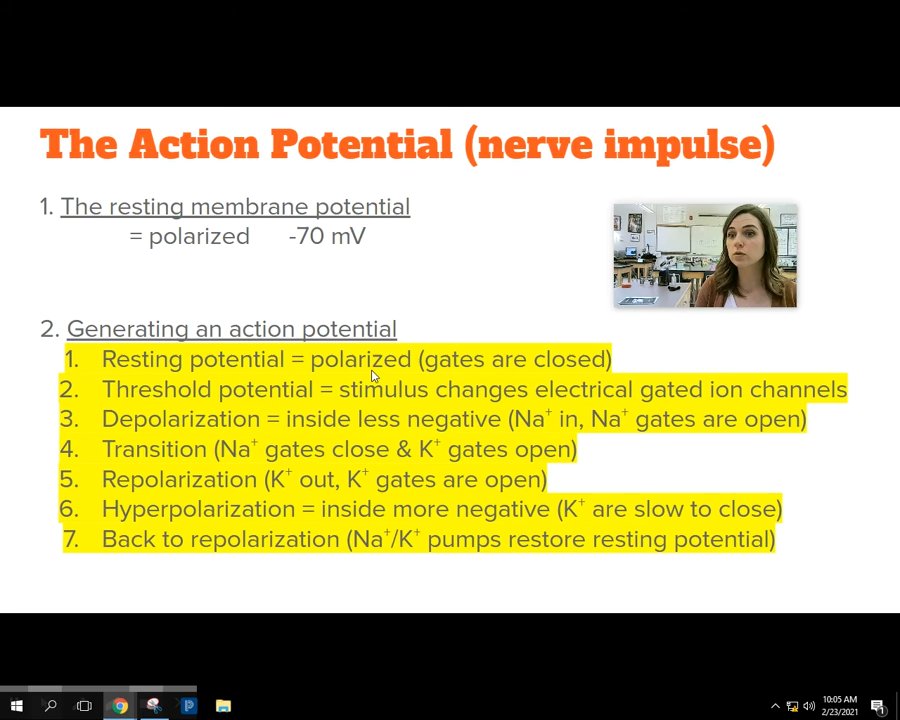 The Action Potential (nerve impulse)
1. The resting membrane potential
= polarized -70 mV
2. Generating an action potential
1. Resting potential = polarized (gates are closed)
2. Threshold potential = stimulus changes electrical gated ion channels
3. Depolarization = inside less negative (Na⁺ in, Na⁺ gates are open)
4. Transition (Na⁺ gates close & K⁺ gates open)
5. Repolarization (K⁺ out, K⁺ gates are open)
6. Hyperpolarization = inside more negative (K⁺ are slow to close)
7. Back to repolarization (Na⁺/K⁺ pumps restore resting potential)
10:05 AM
2/23/2021